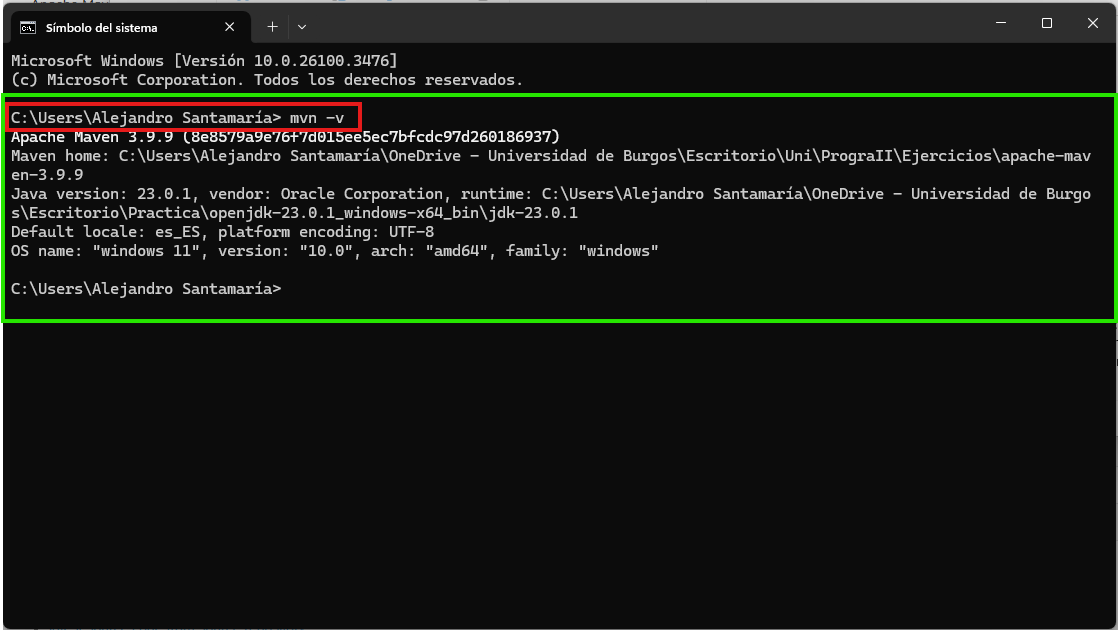 Símbolo del sistema
Microsoft Windows [Versión 10.0.26100.3476]
(c) Microsoft Corporation. Todos los derechos reservados.
C:\Users\Alejandro Santamaría> mvn -v
Apache Maven 3.9.9 (8e8579a9e76f7d015ee5ec7bfcdc97d260186937)
Maven home: C:\Users\Alejandro Santamaría\OneDrive - Universidad de Burgos\Escritorio\Uni\PrograII\Ejercicios\apache-mav
en-3.9.9
Java version: 23.0.1, vendor: Oracle Corporation, runtime: C:\Users\Alejandro Santamaría\OneDrive - Universidad de Burgo
s\Escritorio\Practica\openjdk-23.0.1_windows-x64_bin\jdk-23.0.1
Default locale: es_ES, platform encoding: UTF-8
OS name: "windows 11", version: "10.0", arch: "amd64", family: "windows"
C:\Users\Alejandro Santamaría>